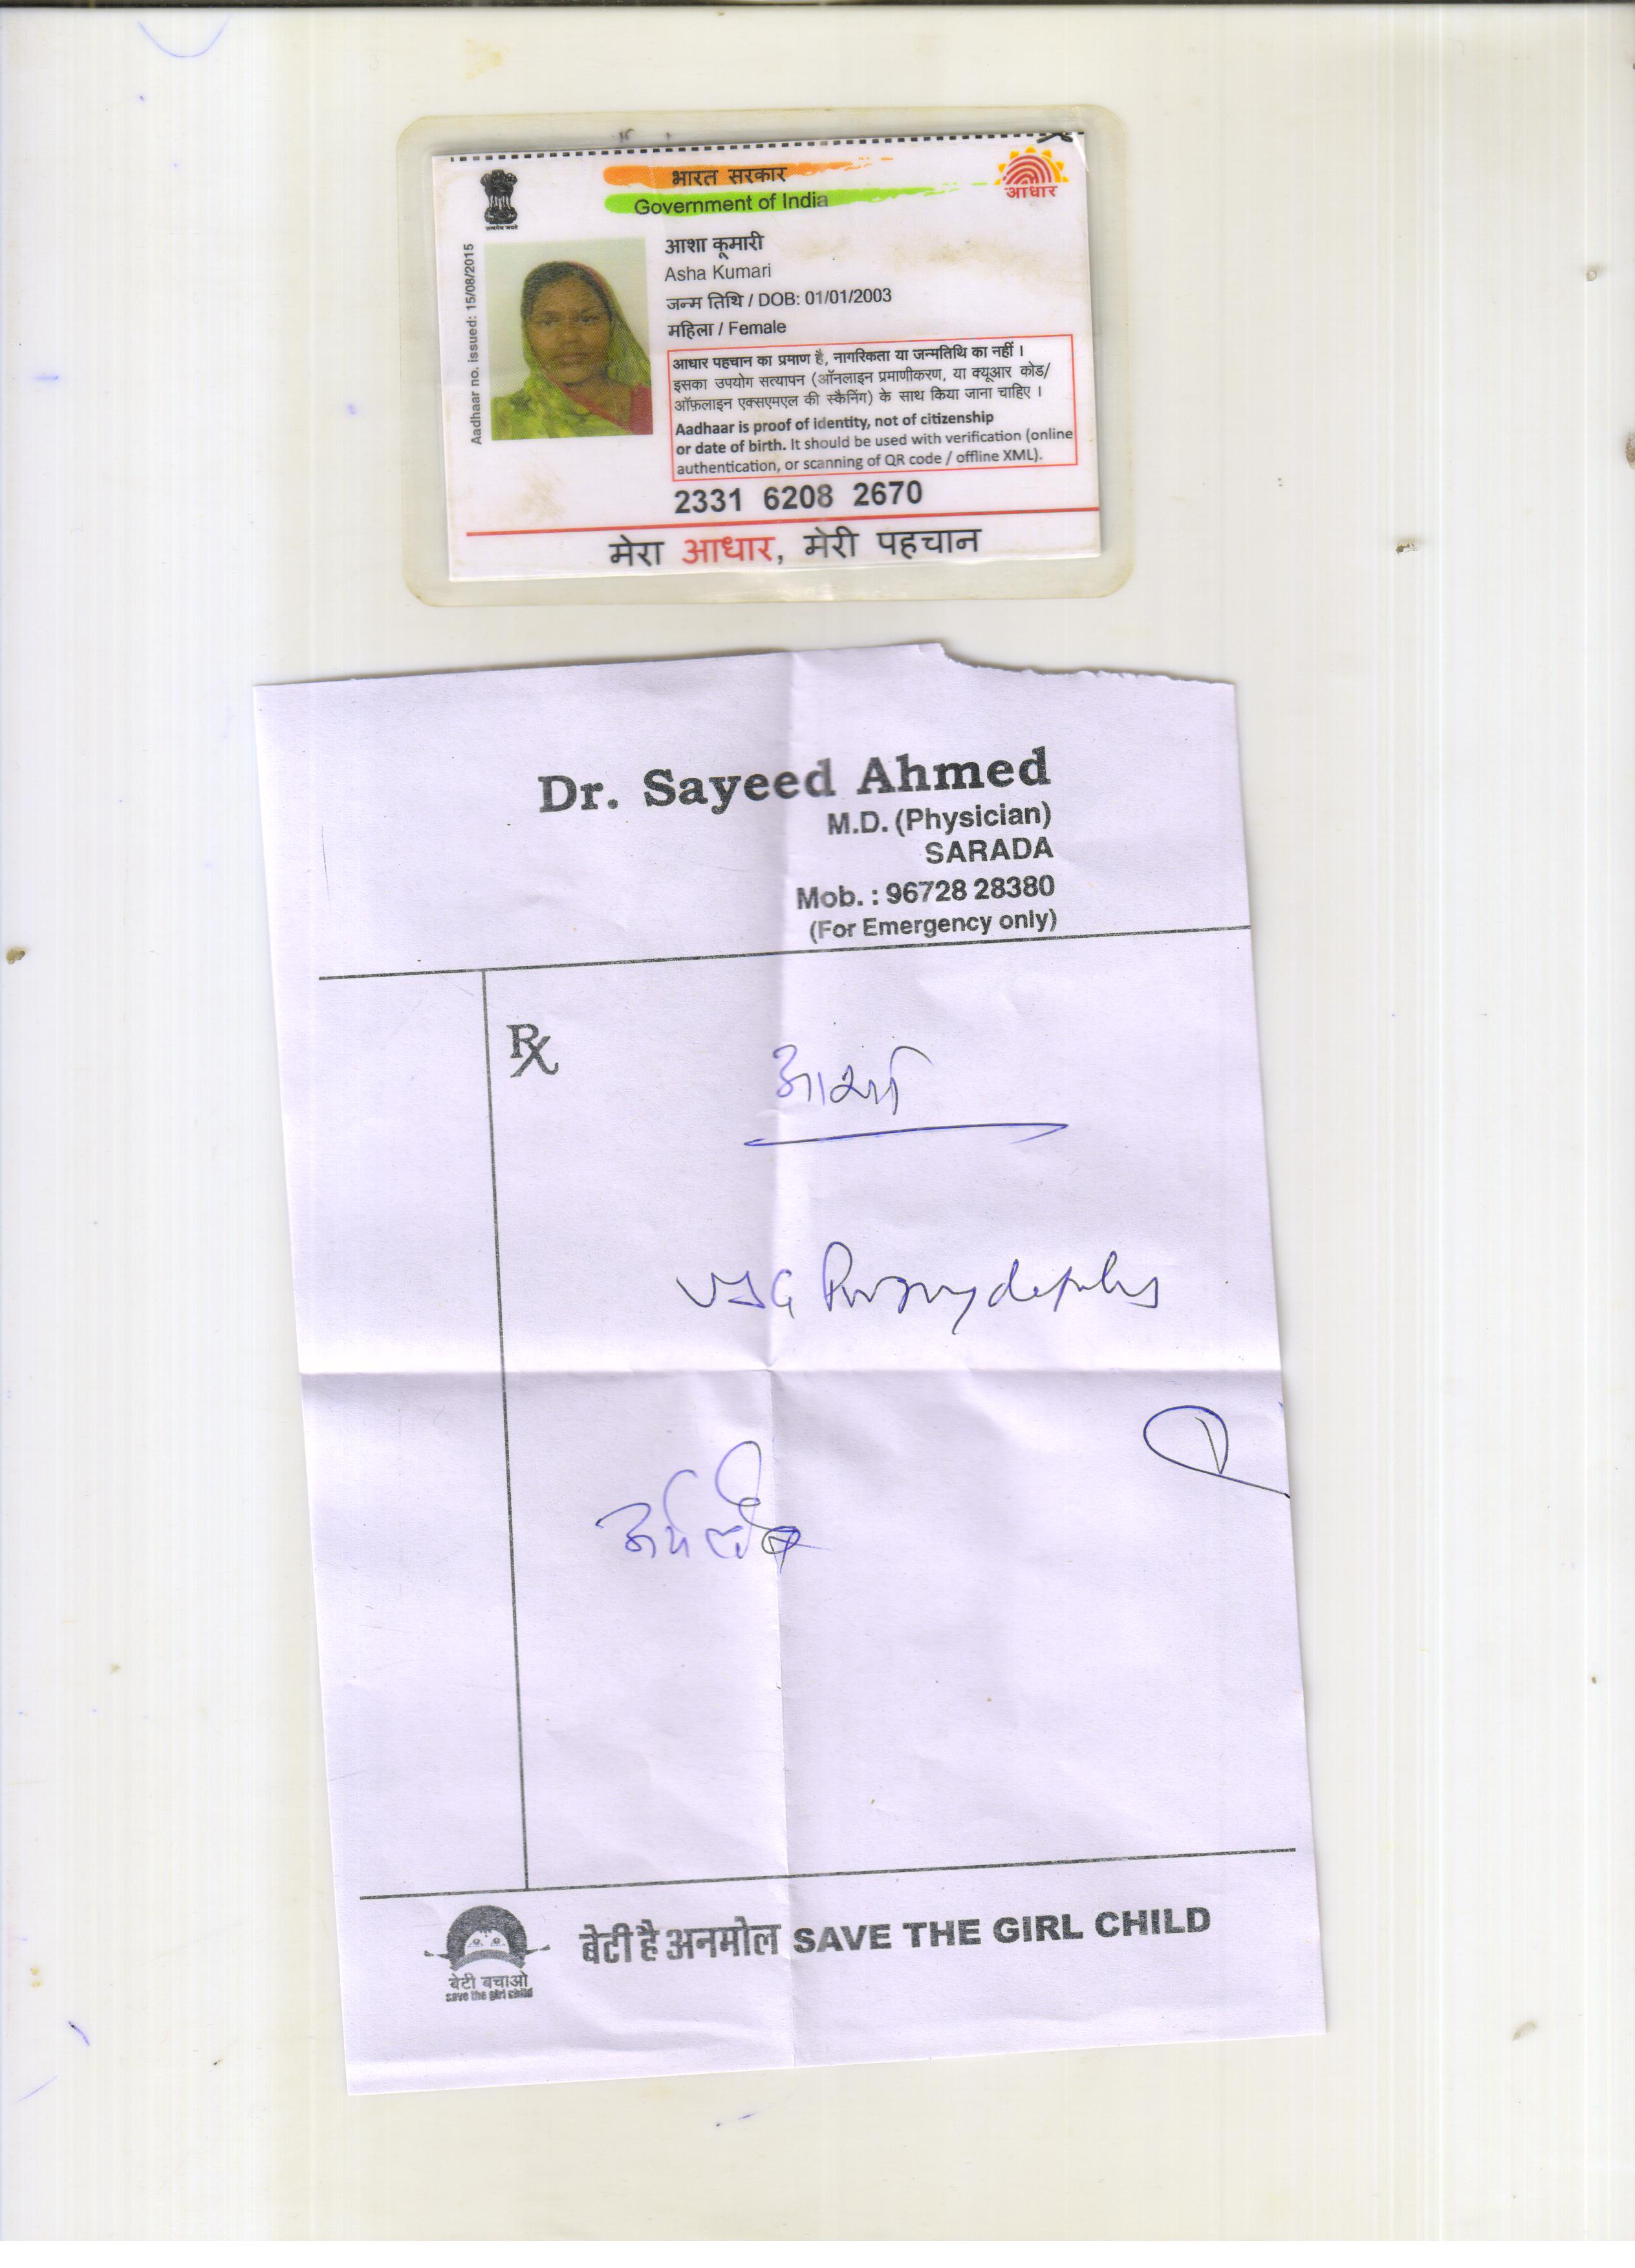 भारत सरकार
Government of India
आधार
Aadhaar no. issued: 15/08/2015
आशा कूमारी
Asha Kumari
जन्म तिथि / DOB: 01/01/2003
महिला / Female
आधार पहचान का प्रमाण है, नागरिकता या जन्मतिथि का नहीं ।
इसका उपयोग सत्यापन (ऑनलाइन प्रमाणीकरण, या क्यूआर कोड/
ऑफ़लाइन एक्सएमएल की स्कैनिंग) के साथ किया जाना चाहिए ।
Aadhaar is proof of identity, not of citizenship
or date of birth. It should be used with verification (online
authentication, or scanning of QR code / offline XML).
2331 6208 2670
मेरा आधार, मेरी पहचान
Dr. Sayeed Ahmed
M.D. (Physician)
SARADA
Mob. : 96728 28380
(For Emergency only)
Rx
आशा
USG
बेटी बचाओ
save the girl child
बेटी है अनमोल SAVE THE GIRL CHILD